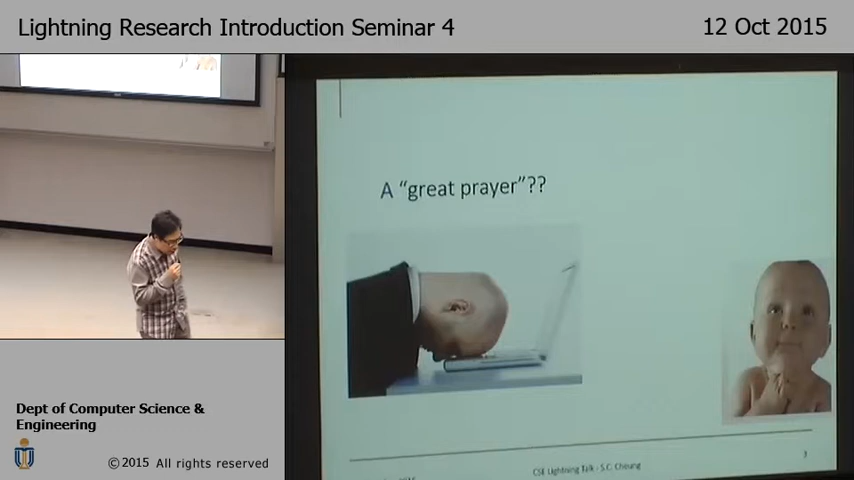 Lightning Research Introduction Seminar 4
12 Oct 2015
A “great prayer”??
CSE Lightning Talk - S.C. Cheung
3
Dept of Computer Science &
Engineering
©2015 All rights reserved